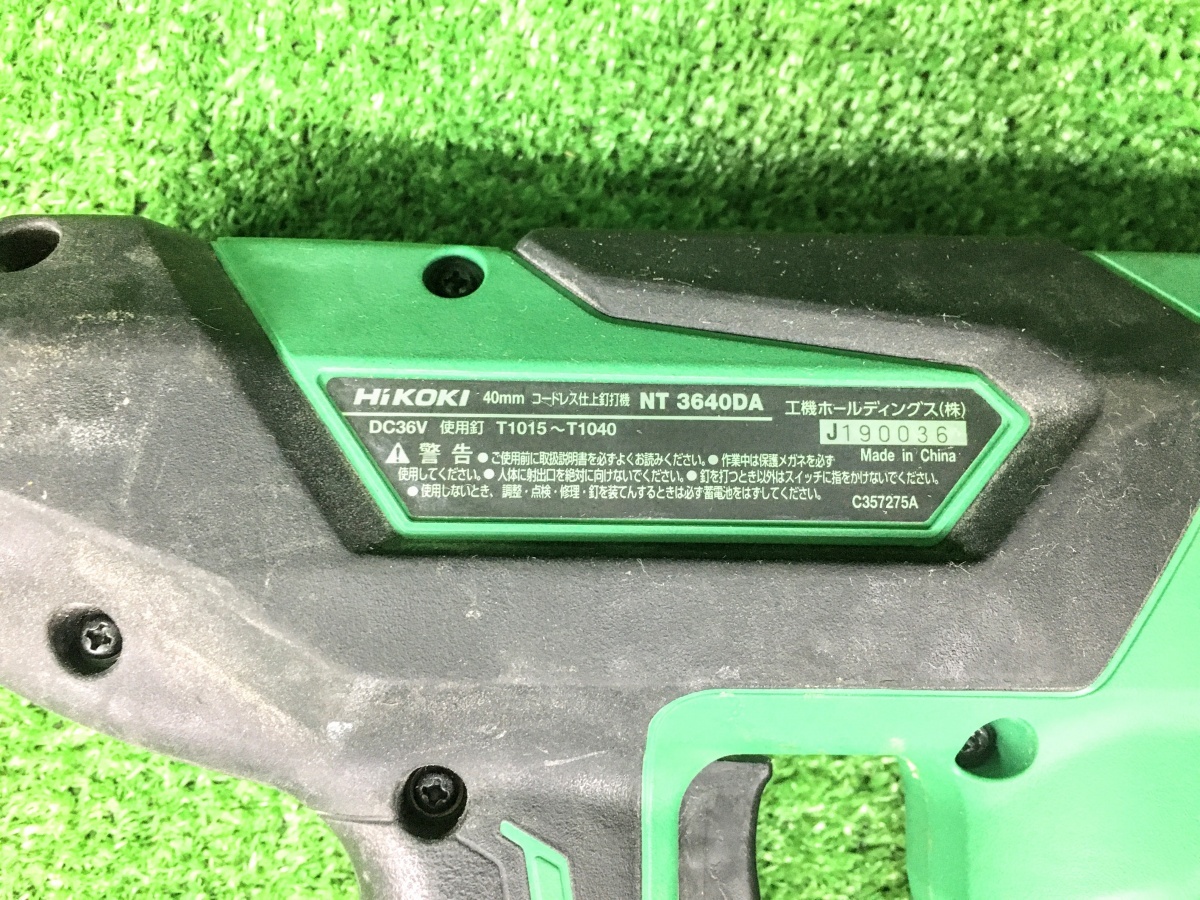 HiKOKI 40mm コードレス仕上釘打機 NT 3640DA 工機ホールディングス(株)
DC36V 使用釘 T1015～T1040 J190036
Made in China
警告 ●ご使用前に取扱説明書を必ずよくお読みください。●作業中は保護メガネを必ず
使用してください。●人体に射出口を絶対に向けないでください。●釘を打つとき以外はスイッチに指をかけないでください。
●使用しないとき、調整・点検・修理・釘を装てんするときは必ず蓄電池をはずしてください。
C357275A